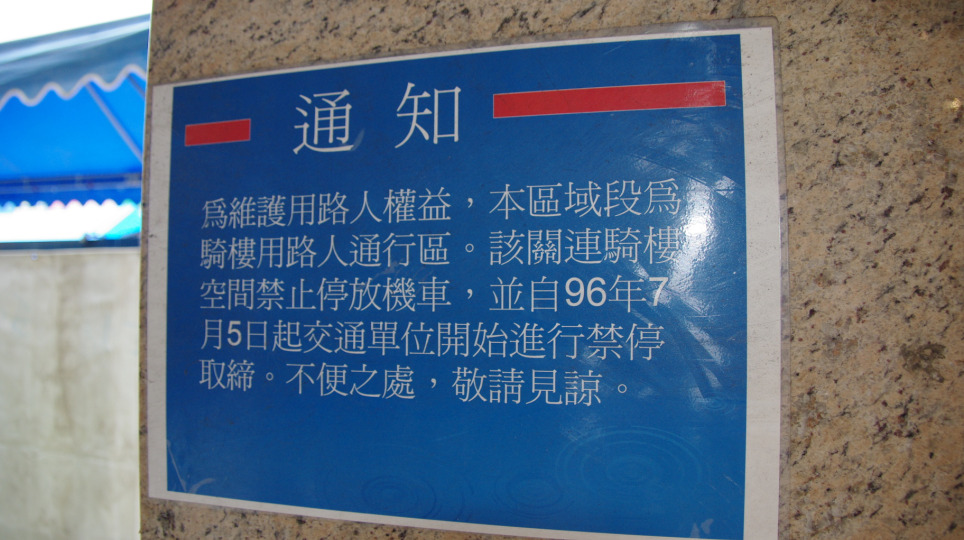 通知
爲維護用路人權益，本區域段爲
騎樓用路人通行區。該關連騎樓
空間禁止停放機車，並自96年7
月5日起交通單位開始進行禁停
取締。不便之處，敬請見諒。